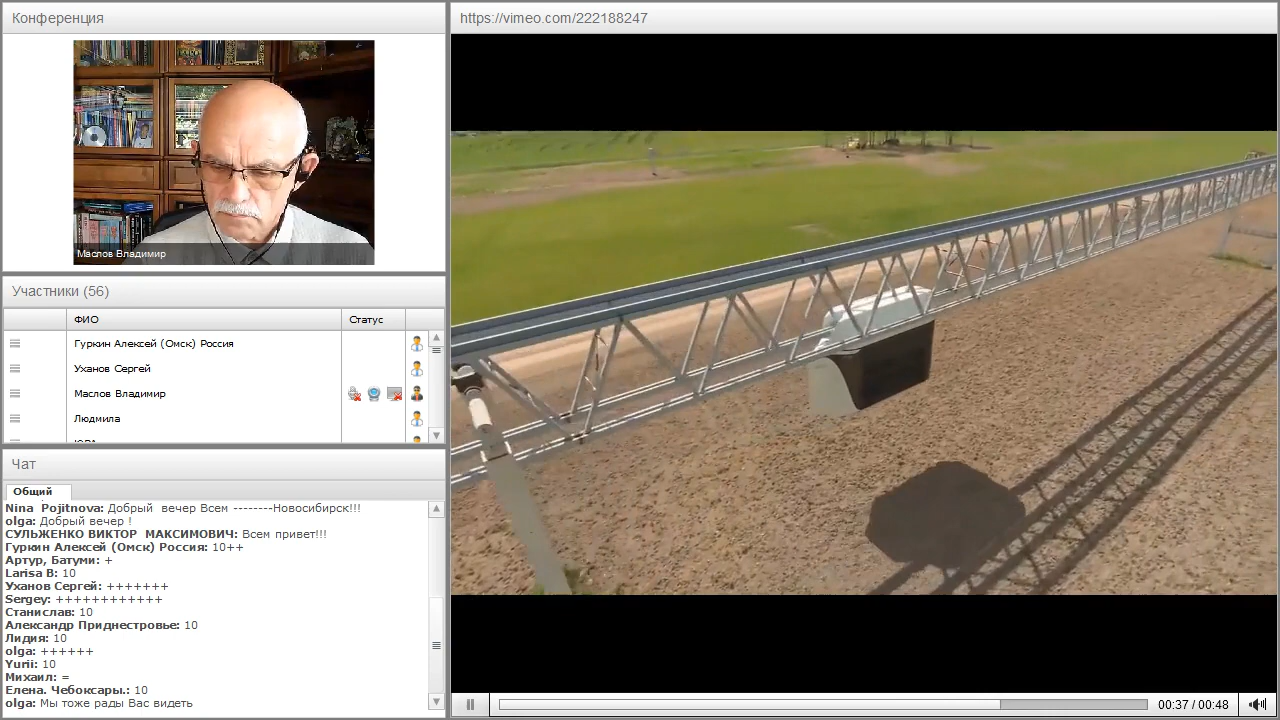 Конференция
Маслов Владимир
Участники (56)
ФИО
Статус
Гуркин Алексей (Омск) Россия
Уханов Сергей
Маслов Владимир
Людмила
Чат
Общий
Nina Pojitnova: Добрый вечер Всем --------Новосибирск!!!
olga: Добрый вечер !
СУЛЬЖЕНКО ВИКТОР МАКСИМОВИЧ: Всем привет!!!
Гуркин Алексей (Омск) Россия: 10++
Артур, Батуми: +
Larisa B: 10
Уханов Сергей: +++++++
Sergey: ++++++++++++
Станислав: 10
Александр Приднестровье: 10
Лидия: 10
olga: ++++++
Yurii: 10
Михаил: =
Елена. Чебоксары.: 10
olga: Мы тоже рады Вас видеть
https://vimeo.com/222188247
00:37 / 00:48